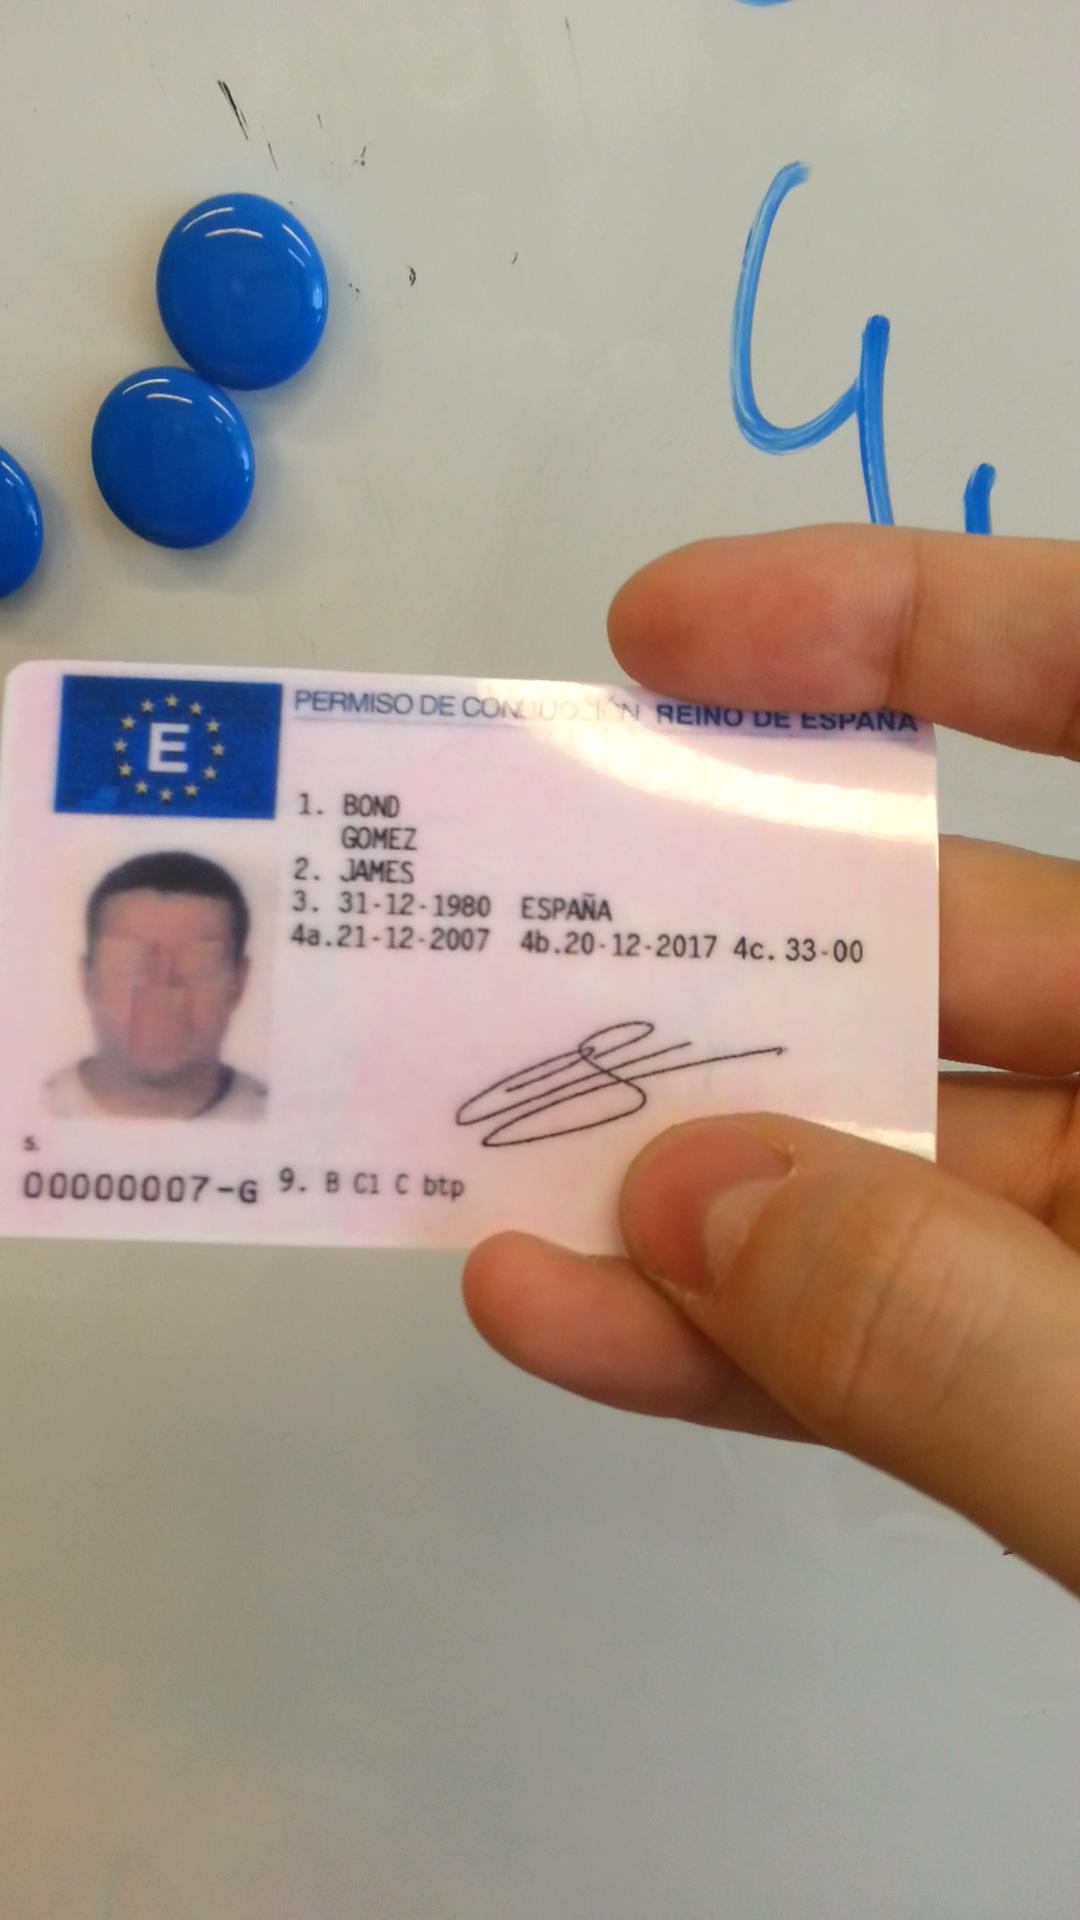 4
E
PERMISO DE CONDUCCIÓN REINO DE ESPAÑA
1. BOND
GOMEZ
2. JAMES
3. 31-12-1980 ESPAÑA
4a.21-12-2007 4b.20-12-2017 4c. 33-00
5.
00000007-G 9. B C1 C btp